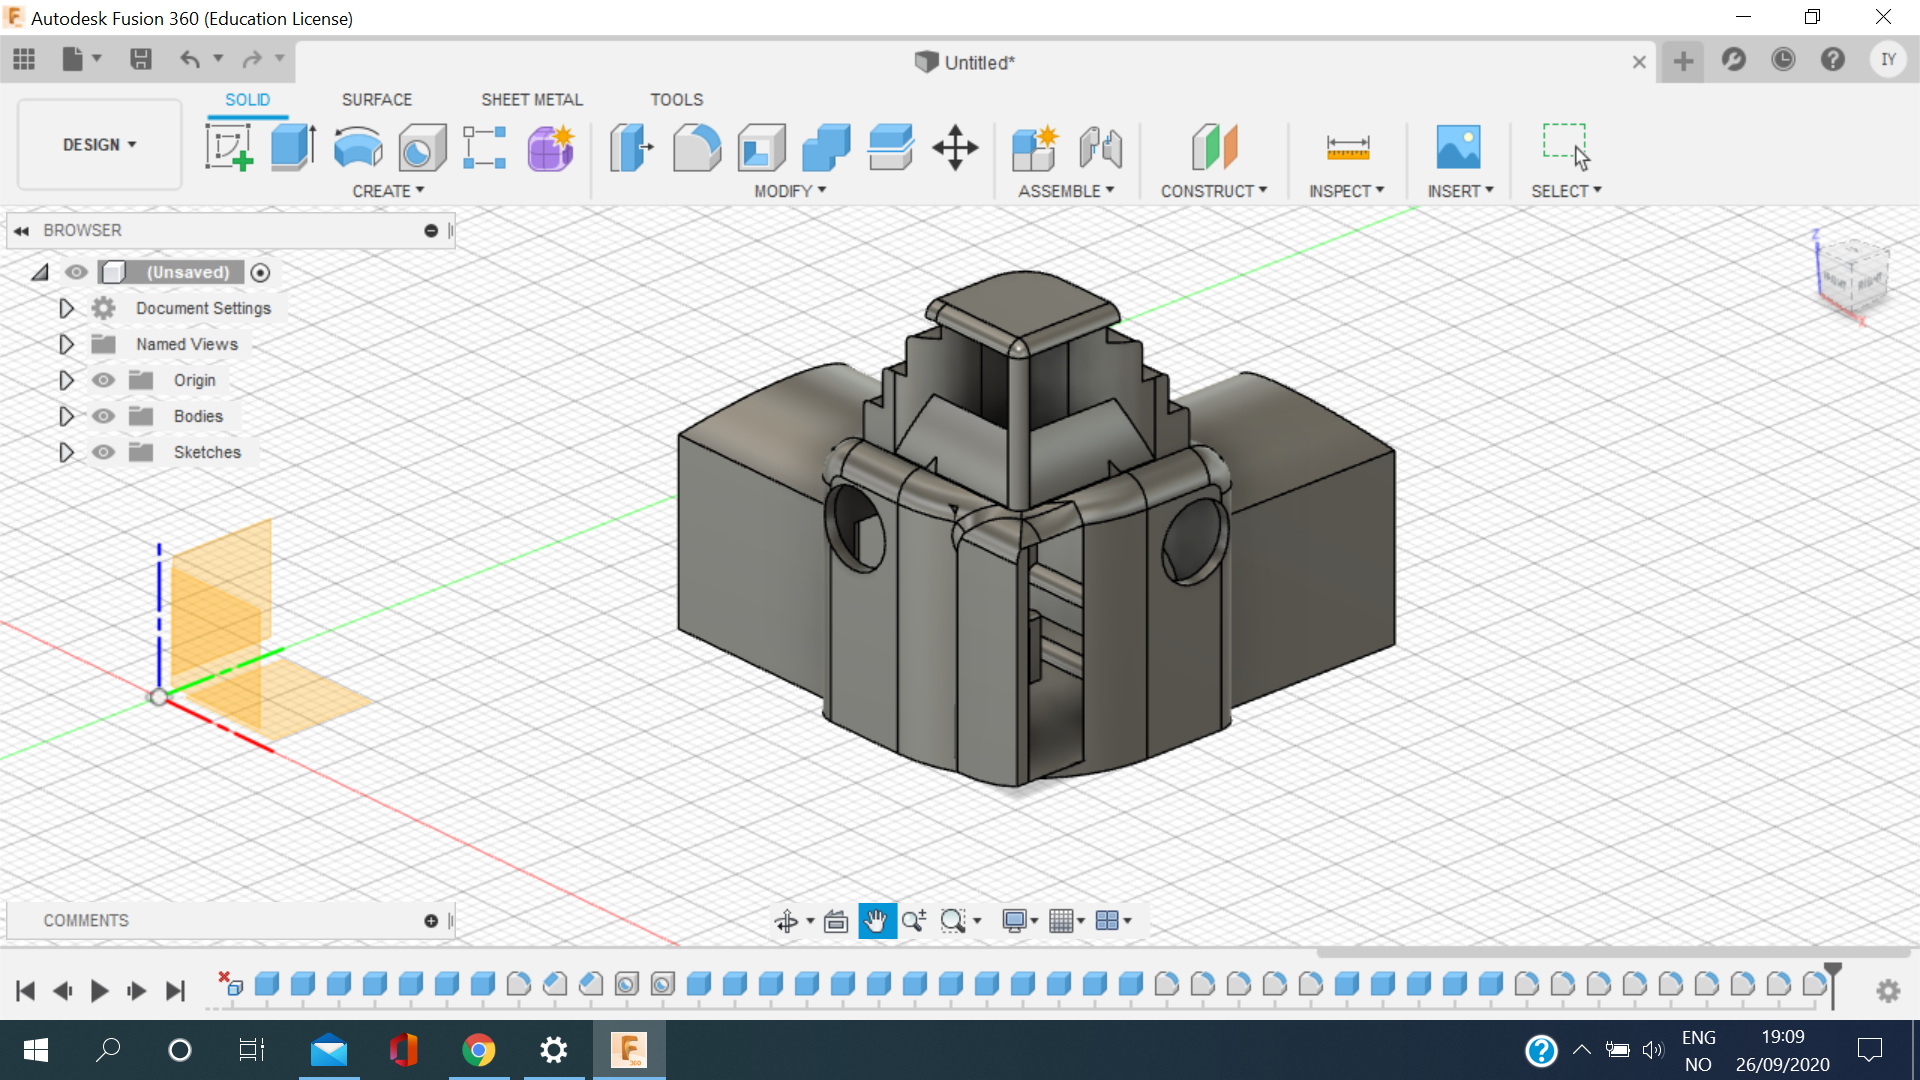 Autodesk Fusion 360 (Education License)
Untitled*
IY
SOLID SURFACE SHEET METAL TOOLS
DESIGN
CREATE MODIFY ASSEMBLE CONSTRUCT INSPECT INSERT SELECT
BROWSER
(Unsaved)
Document Settings
Named Views
Origin
Bodies
Sketches
Z
X
COMMENTS
ENG
NO
19:09
26/09/2020